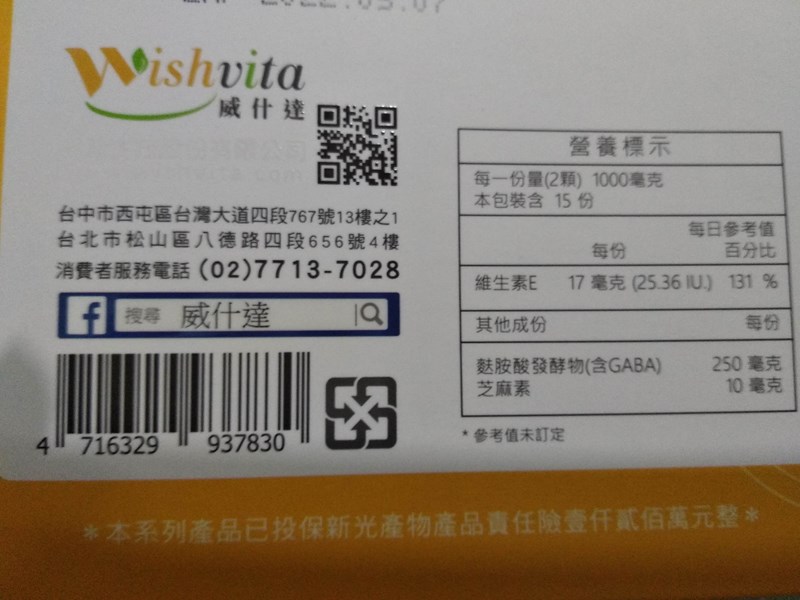 Wishvita
威什達
台中市西屯區台灣大道四段767號13樓之1
台北市松山區八德路四段656號4樓
消費者服務電話 (02)7713-7028
f 搜尋 威什達
4 716329 937830
營養標示
每一份量(2顆) 1000毫克
本包裝含 15 份
每日參考值
每份 百分比
維生素E 17 毫克 (25.36 IU.) 131 %
其他成份 每份
麩胺酸發酵物(含GABA) 250 毫克
芝麻素 10 毫克
* 參考值未訂定
*本系列產品已投保新光產物產品責任險壹仟貳佰萬元整*